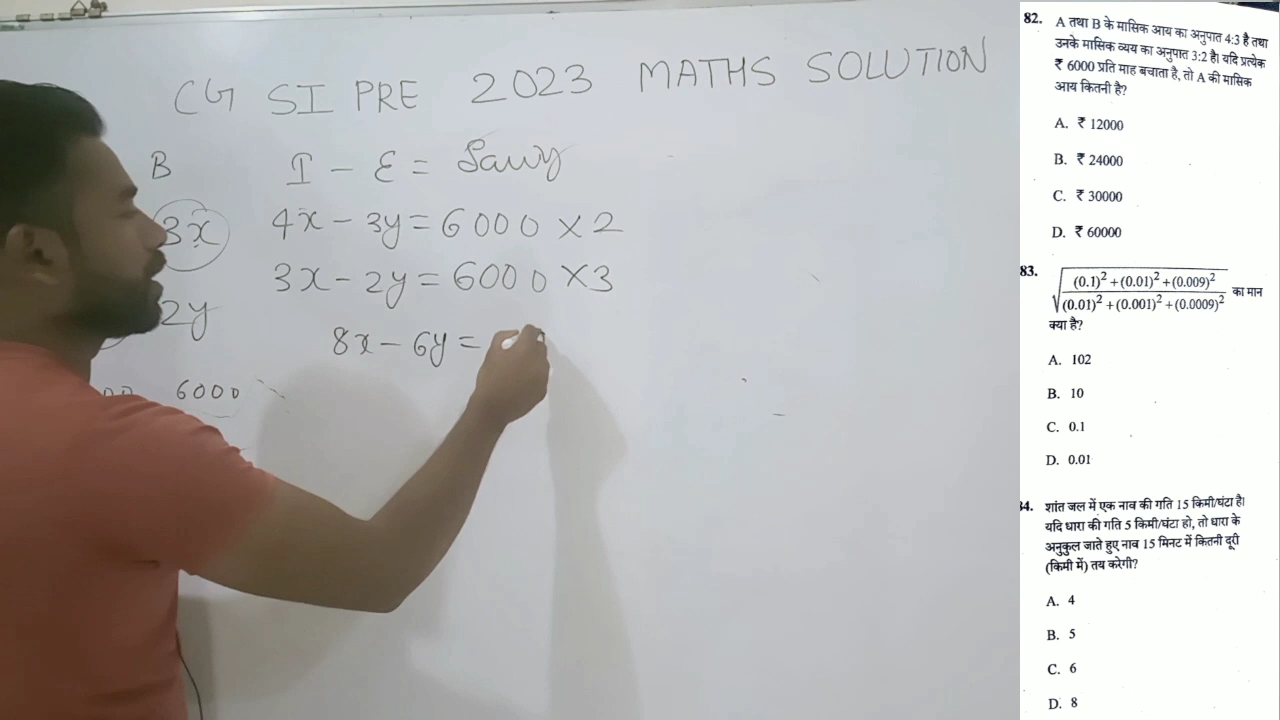 CG SI PRE 2023 MATHS SOLUTION
B I - E =
3x 4x - 3y = 6000 × 2
3x - 2y = 6000 × 3
2y
8x - 6y =
6000
82. A तथा B के मासिक आय का अनुपात 4:3 है तथा
उनके मासिक व्यय का अनुपात 3:2 है। यदि प्रत्येक
₹ 6000 प्रति माह बचाता है, तो A की मासिक
आय कितनी है?
A. ₹ 12000
B. ₹ 24000
C. ₹ 30000
D. ₹ 60000
83. √((0.1)² + (0.01)² + (0.009)² / (0.01)² + (0.001)² + (0.0009)²) का मान
क्या है?
A. 102
B. 10
C. 0.1
D. 0.01
34. शांत जल में एक नाव की गति 15 किमी/घंटा है।
यदि धारा की गति 5 किमी/घंटा हो, तो धारा के
अनुकुल जाते हुए नाव 15 मिनट में कितनी दूरी
(किमी में) तय करेगी?
A. 4
B. 5
C. 6
D. 8